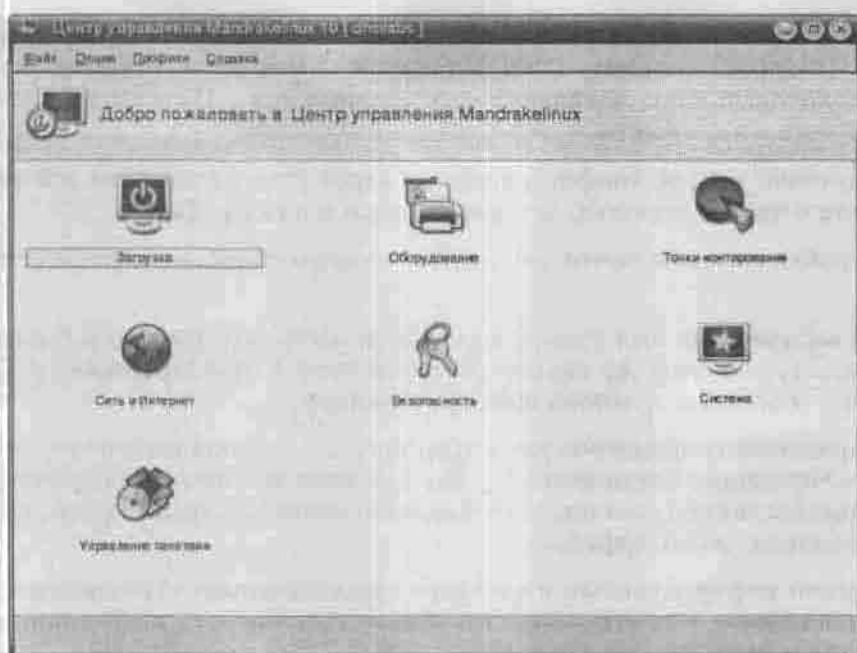 Центр управления Mandrakelinux 10
Файл Опции Профили Справка
Добро пожаловать в Центр управления Mandrakelinux
Загрузка
Оборудование
Точки монтирования
Сеть и Интернет
Безопасность
Система
Управление пакетами